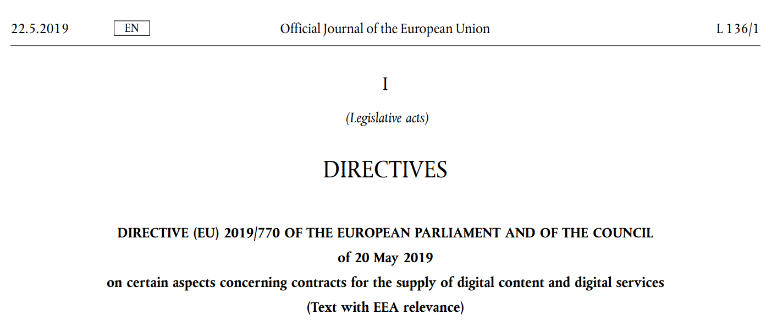 22.5.2019 EN Official Journal of the European Union L 136/1
I
(Legislative acts)
DIRECTIVES
DIRECTIVE (EU) 2019/770 OF THE EUROPEAN PARLIAMENT AND OF THE COUNCIL
of 20 May 2019
on certain aspects concerning contracts for the supply of digital content and digital services
(Text with EEA relevance)